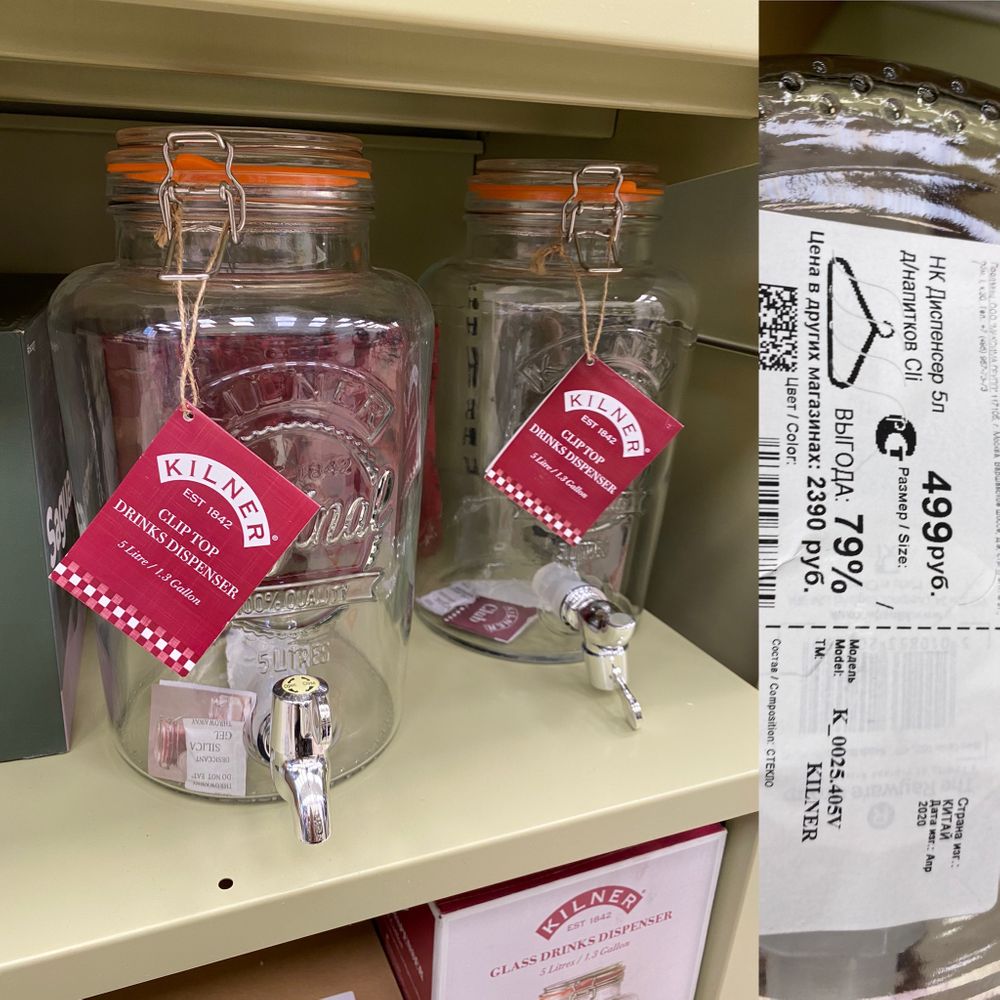 KILNER
EST 1842
CLIP TOP
DRINKS DISPENSER
5 Litre / 1.3 Gallon
KILNER
1842
100% QUALITY
5 LITRES
THROWAWAY
GEL
SILICA
DESICCANT
DO NOT EAT
THROWAWAY
KILNER
EST 1842
CLIP TOP
DRINKS DISPENSER
5 Litre / 1.3 Gallon
KILNER®
EST 1842
GLASS DRINKS DISPENSER
5 Litres / 1.3 Gallon
НК Диспенсер 5л
д/напитков Cli
499руб.
Размер / Size:
/
ВЫГОДА: 79%
Цена в других магазинах: 2390 руб.
Цвет / Color:
Страна изг.:
КИТАЙ
Дата изг.: Апр
2020
Модель
Model: K_0025.405V
TM: KILNER
Состав / Composition: СТЕКЛО